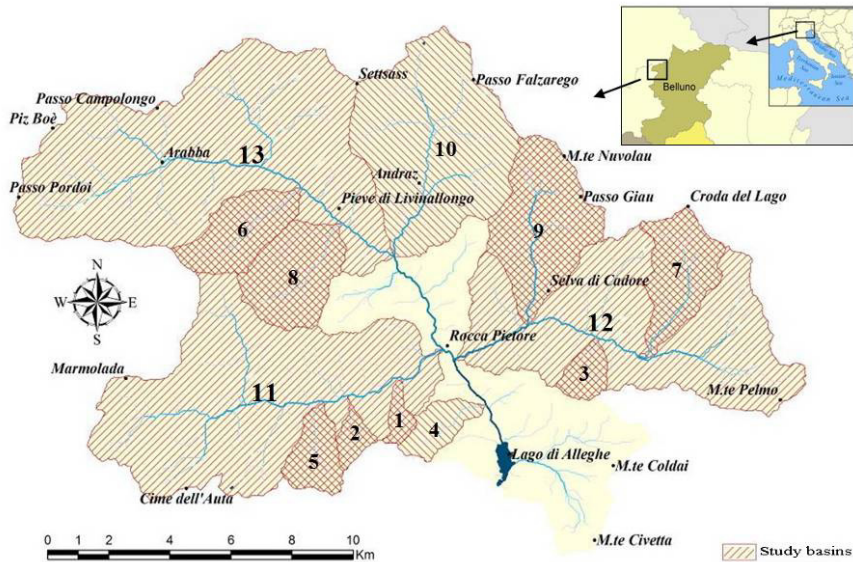 Belluno
Mediterranean Sea
Settsass
Passo Falzarego
Passo Campolongo
Piz Boè
13
10
M.te Nuvolau
Arabba
Andraz
Passo Pordoi
Pieve di Livinallongo
Passo Giau
Croda del Lago
6
9
7
8
Selva di Cadore
N
W
E
S
12
Rocca Pietore
Marmolada
3
11
M.te Pelmo
1
2
4
5
Lago di Alleghe
M.te Coldai
Cime dell'Auta
0 2 4 6 8 10
Km
M.te Civetta
Study basins